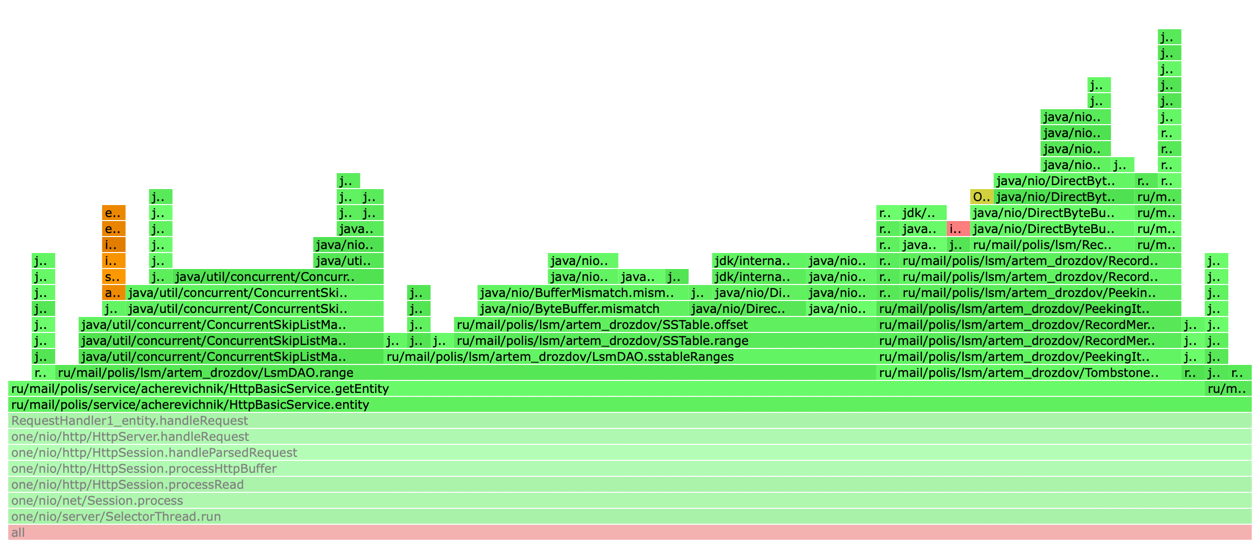 j..
j..
j..
j.. j..
j.. j..
java/nio.. j..
java/nio.. r..
java/nio.. r..
java/nio.. j.. r..
j.. java/nio/DirectByt.. r.. r..
j.. j.. j.. O.. java/nio/DirectByt.. ru/m..
e.. j.. j.. j.. r.. jdk/.. java/nio/DirectByteBu.. ru/m..
e.. j.. java.. r.. java.. i.. java/nio/DirectByteBu.. ru/m..
i.. j.. java/nio.. r.. java.. j.. ru/mail/polis/lsm/Rec.. ru/m..
j.. i.. j.. java/uti.. java/nio.. jdk/interna.. java/nio.. r.. ru/mail/polis/lsm/artem_drozdov/Record.. j..
j.. s.. j.. java/util/concurrent/Concurr.. java/nio.. java.. j.. jdk/interna.. java/nio.. r.. ru/mail/polis/lsm/artem_drozdov/Record.. j..
j.. a.. java/util/concurrent/ConcurrentSki.. j.. java/nio/BufferMismatch.mism.. j.. java/nio/Di.. java/nio.. r.. ru/mail/polis/lsm/artem_drozdov/Peekin.. j..
j.. j.. java/util/concurrent/ConcurrentSki.. j.. java/nio/ByteBuffer.mismatch java/nio/Direc.. java/nio.. ru/mail/polis/lsm/artem_drozdov/PeekingIt.. j..
j.. java/util/concurrent/ConcurrentSkipListMa.. j.. ru/mail/polis/lsm/artem_drozdov/SSTable.offset ru/mail/polis/lsm/artem_drozdov/RecordMer.. j.. j..
j.. java/util/concurrent/ConcurrentSkipListMa.. j.. j.. j.. ru/mail/polis/lsm/artem_drozdov/SSTable.range ru/mail/polis/lsm/artem_drozdov/RecordMer.. j.. j..
j.. java/util/concurrent/ConcurrentSkipListMa.. ru/mail/polis/lsm/artem_drozdov/LsmDAO.sstableRanges ru/mail/polis/lsm/artem_drozdov/PeekingIt.. j.. j..
r.. ru/mail/polis/lsm/artem_drozdov/LsmDAO.range ru/mail/polis/lsm/artem_drozdov/Tombstone.. r.. j.. r..
ru/mail/polis/service/acherevichnik/HttpBasicService.getEntity ru/m..
ru/mail/polis/service/acherevichnik/HttpBasicService.entity
RequestHandler1_entity.handleRequest
one/nio/http/HttpServer.handleRequest
one/nio/http/HttpSession.handleParsedRequest
one/nio/http/HttpSession.processHttpBuffer
one/nio/http/HttpSession.processRead
one/nio/net/Session.process
one/nio/server/SelectorThread.run
all